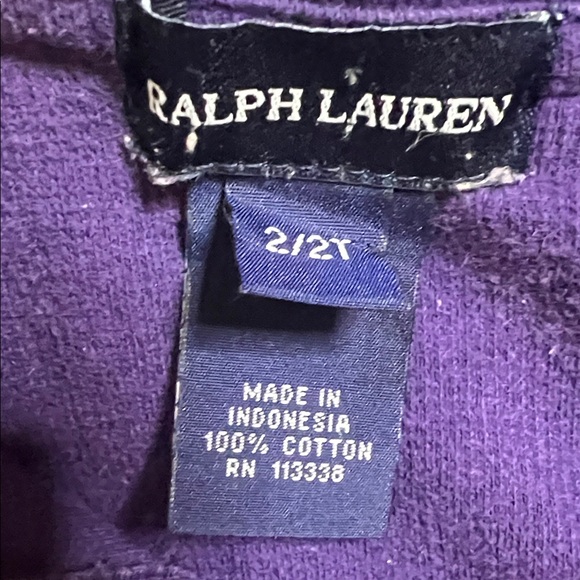 RALPH LAUREN
2/2T
MADE IN
INDONESIA
100% COTTON
RN 113338